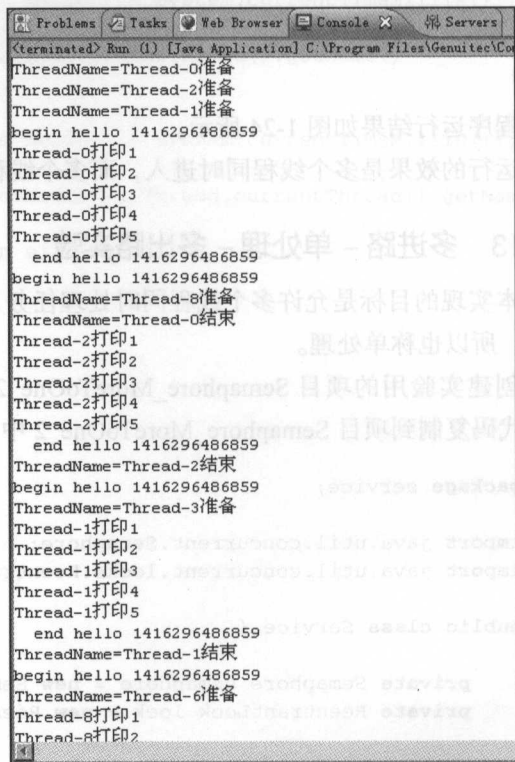 Problems Tasks Web Browser Console Servers
<terminated> Run (1) [Java Application] C:\Program Files\Genuitec\Co
ThreadName=Thread-0准备
ThreadName=Thread-2准备
ThreadName=Thread-1准备
begin hello 1416296486859
Thread-0打印1
Thread-0打印2
Thread-0打印3
Thread-0打印4
Thread-0打印5
end hello 1416296486859
begin hello 1416296486859
ThreadName=Thread-8准备
ThreadName=Thread-0结束
Thread-2打印1
Thread-2打印2
Thread-2打印3
Thread-2打印4
Thread-2打印5
end hello 1416296486859
ThreadName=Thread-2结束
begin hello 1416296486859
ThreadName=Thread-3准备
Thread-1打印1
Thread-1打印2
Thread-1打印3
Thread-1打印4
Thread-1打印5
end hello 1416296486859
ThreadName=Thread-1结束
begin hello 1416296486859
ThreadName=Thread-6准备
Thread-8打印1
Thread-8打印2